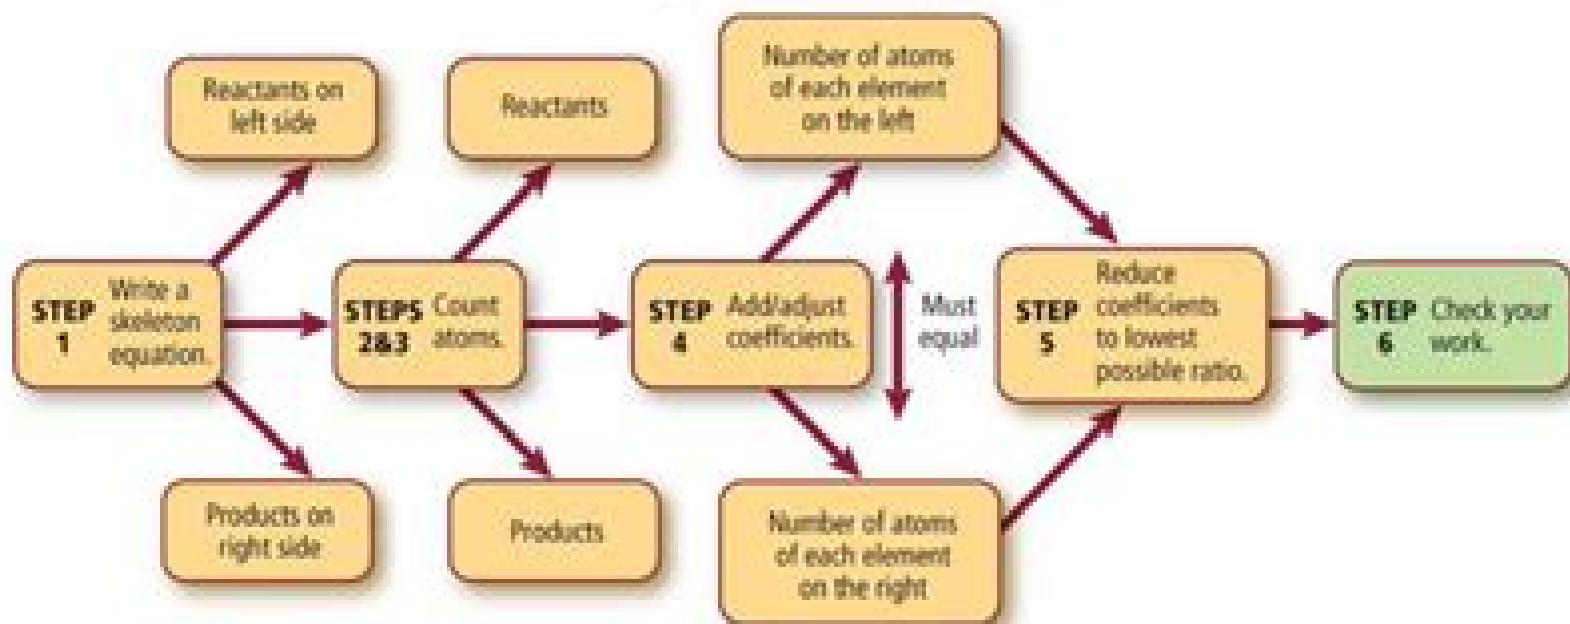 Reactants on
left side
Reactants
Number of atoms
of each element
on the left
STEP
1
Write a
skeleton
equation.
STEPS
2&3
Count
atoms.
STEP
4
Add/adjust
coefficients.
Must
equal
STEP
5
Reduce
coefficients
to lowest
possible ratio.
STEP
6
Check your
work.
Products on
right side
Products
Number of atoms
of each element
on the right